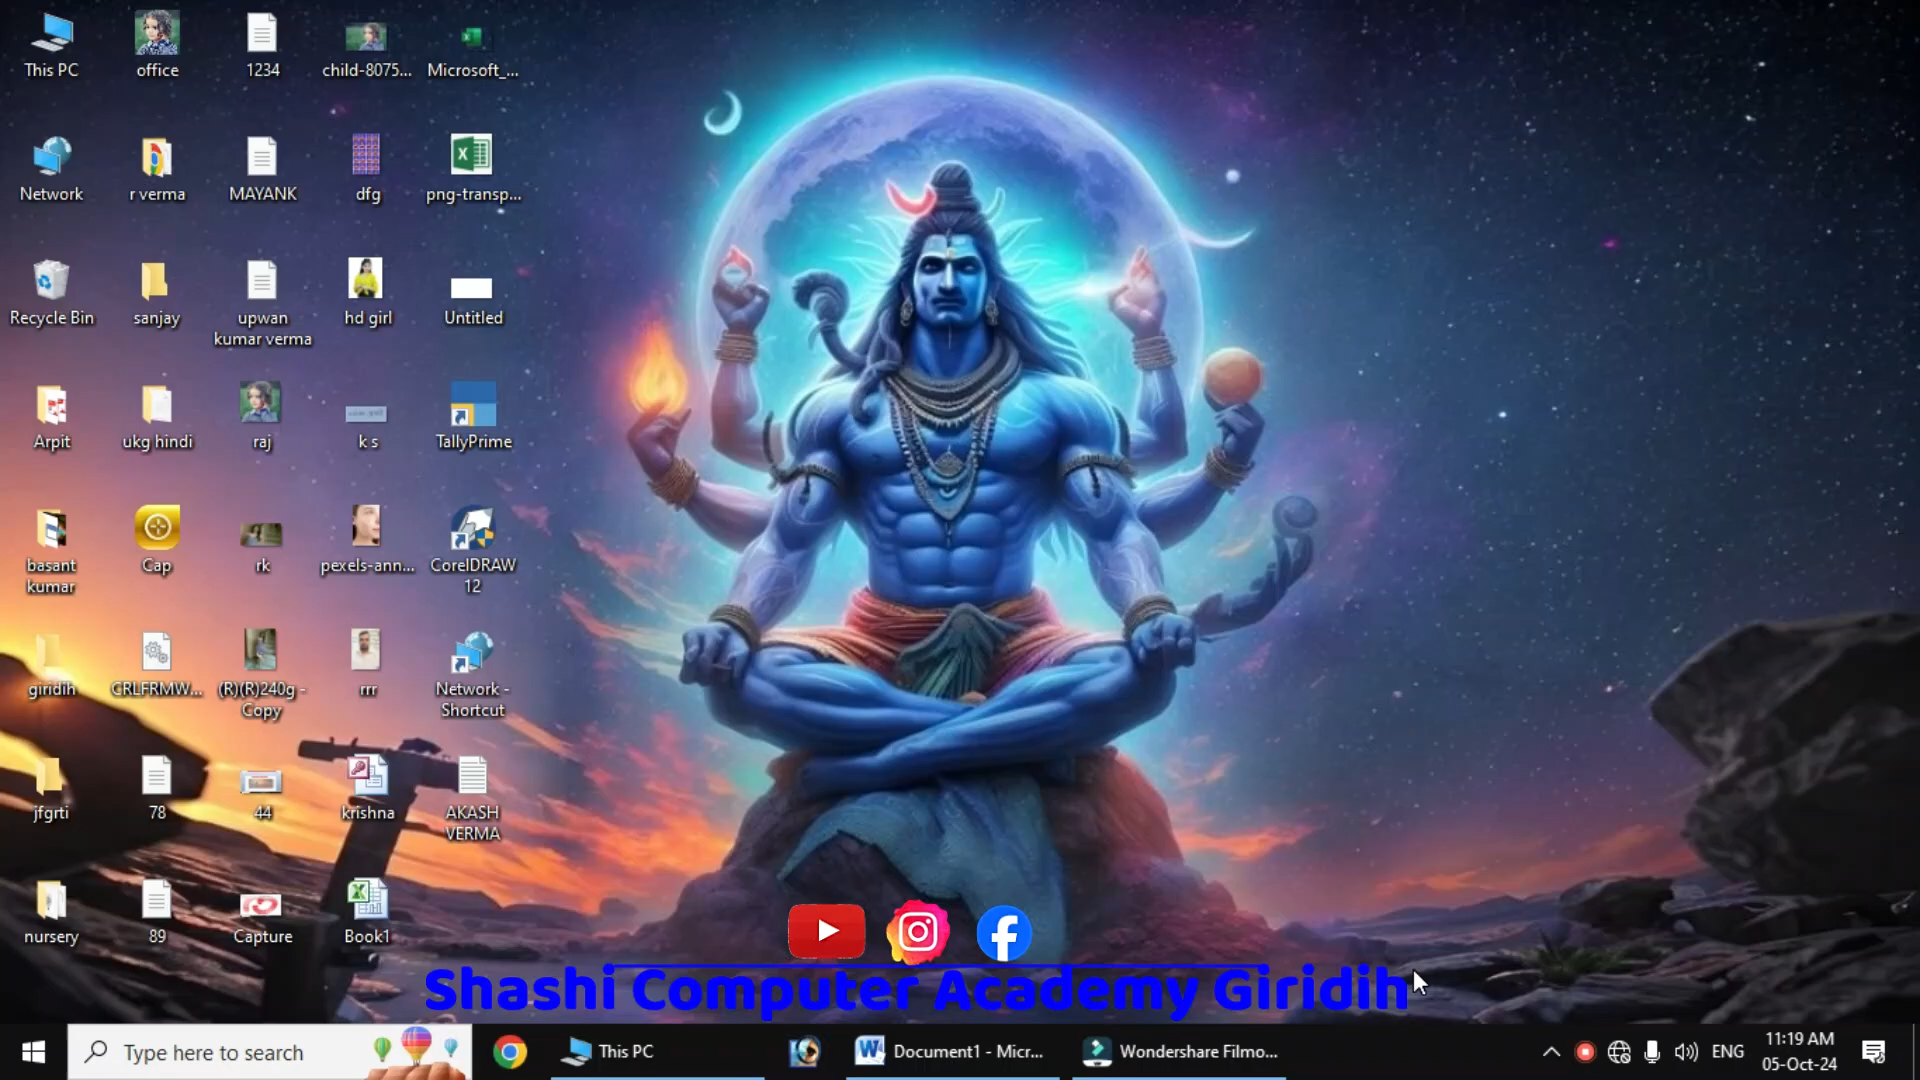 This PC
office
1234
child-8075...
Microsoft_...
Network
r verma
MAYANK
dfg
png-transp...
Recycle Bin
sanjay
upwan
kumar verma
hd girl
Untitled
Arpit
ukg hindi
raj
k s
TallyPrime
basant
kumar
Cap
rk
pexels-ann...
CorelDRAW
12
giridih
CRLFRMW...
(R)(R)240g -
Copy
rrr
Network -
Shortcut
jfgrti
78
44
krishna
AKASH
VERMA
nursery
89
Capture
Book1
Shashi Computer Academy Giridih
Type here to search
This PC
Document1 - Micr...
Wondershare Filmo...
ENG
11:19 AM
05-Oct-24